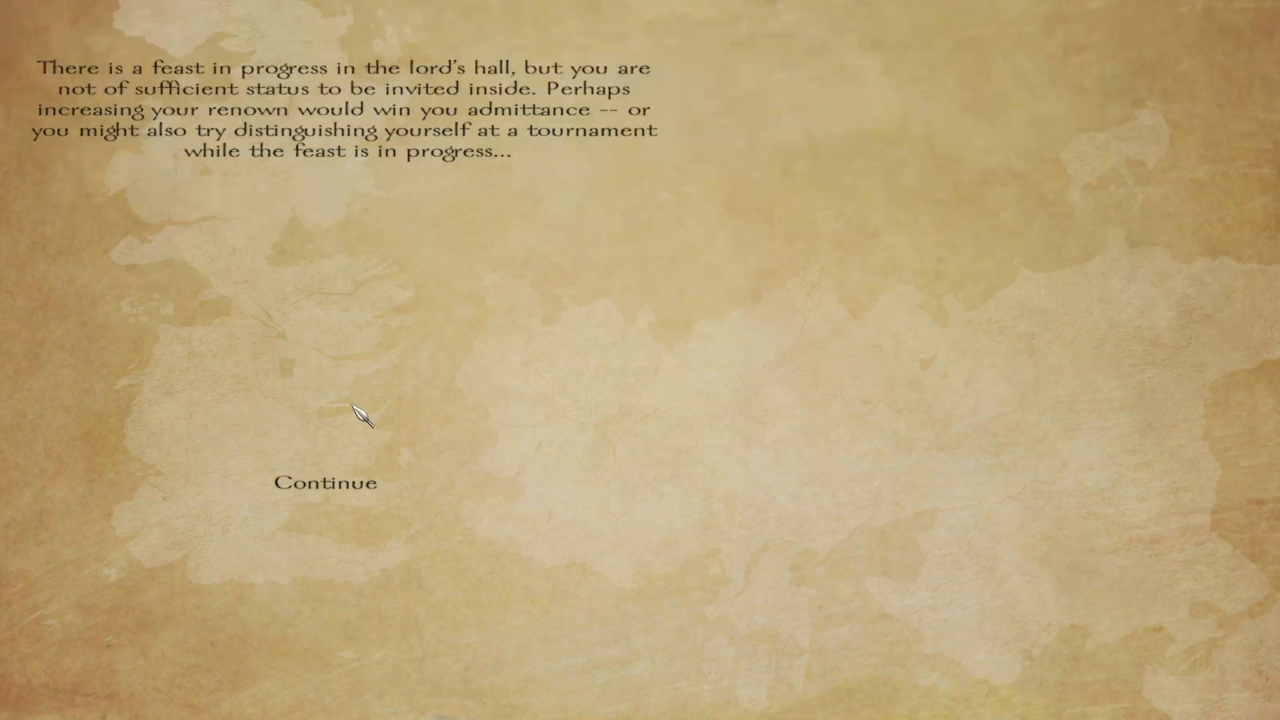 There is a feast in progress in the lord's hall, but you are
not of sufficient status to be invited inside. Perhaps
increasing your renown would win you admittance -- or
you might also try distinguishing yourself at a tournament
while the feast is in progress...
Continue